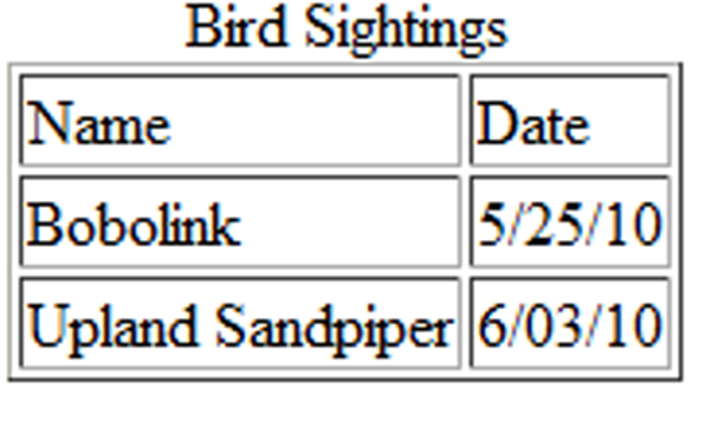 Bird Sightings
Name Date
Bobolink 5/25/10
Upland Sandpiper 6/03/10